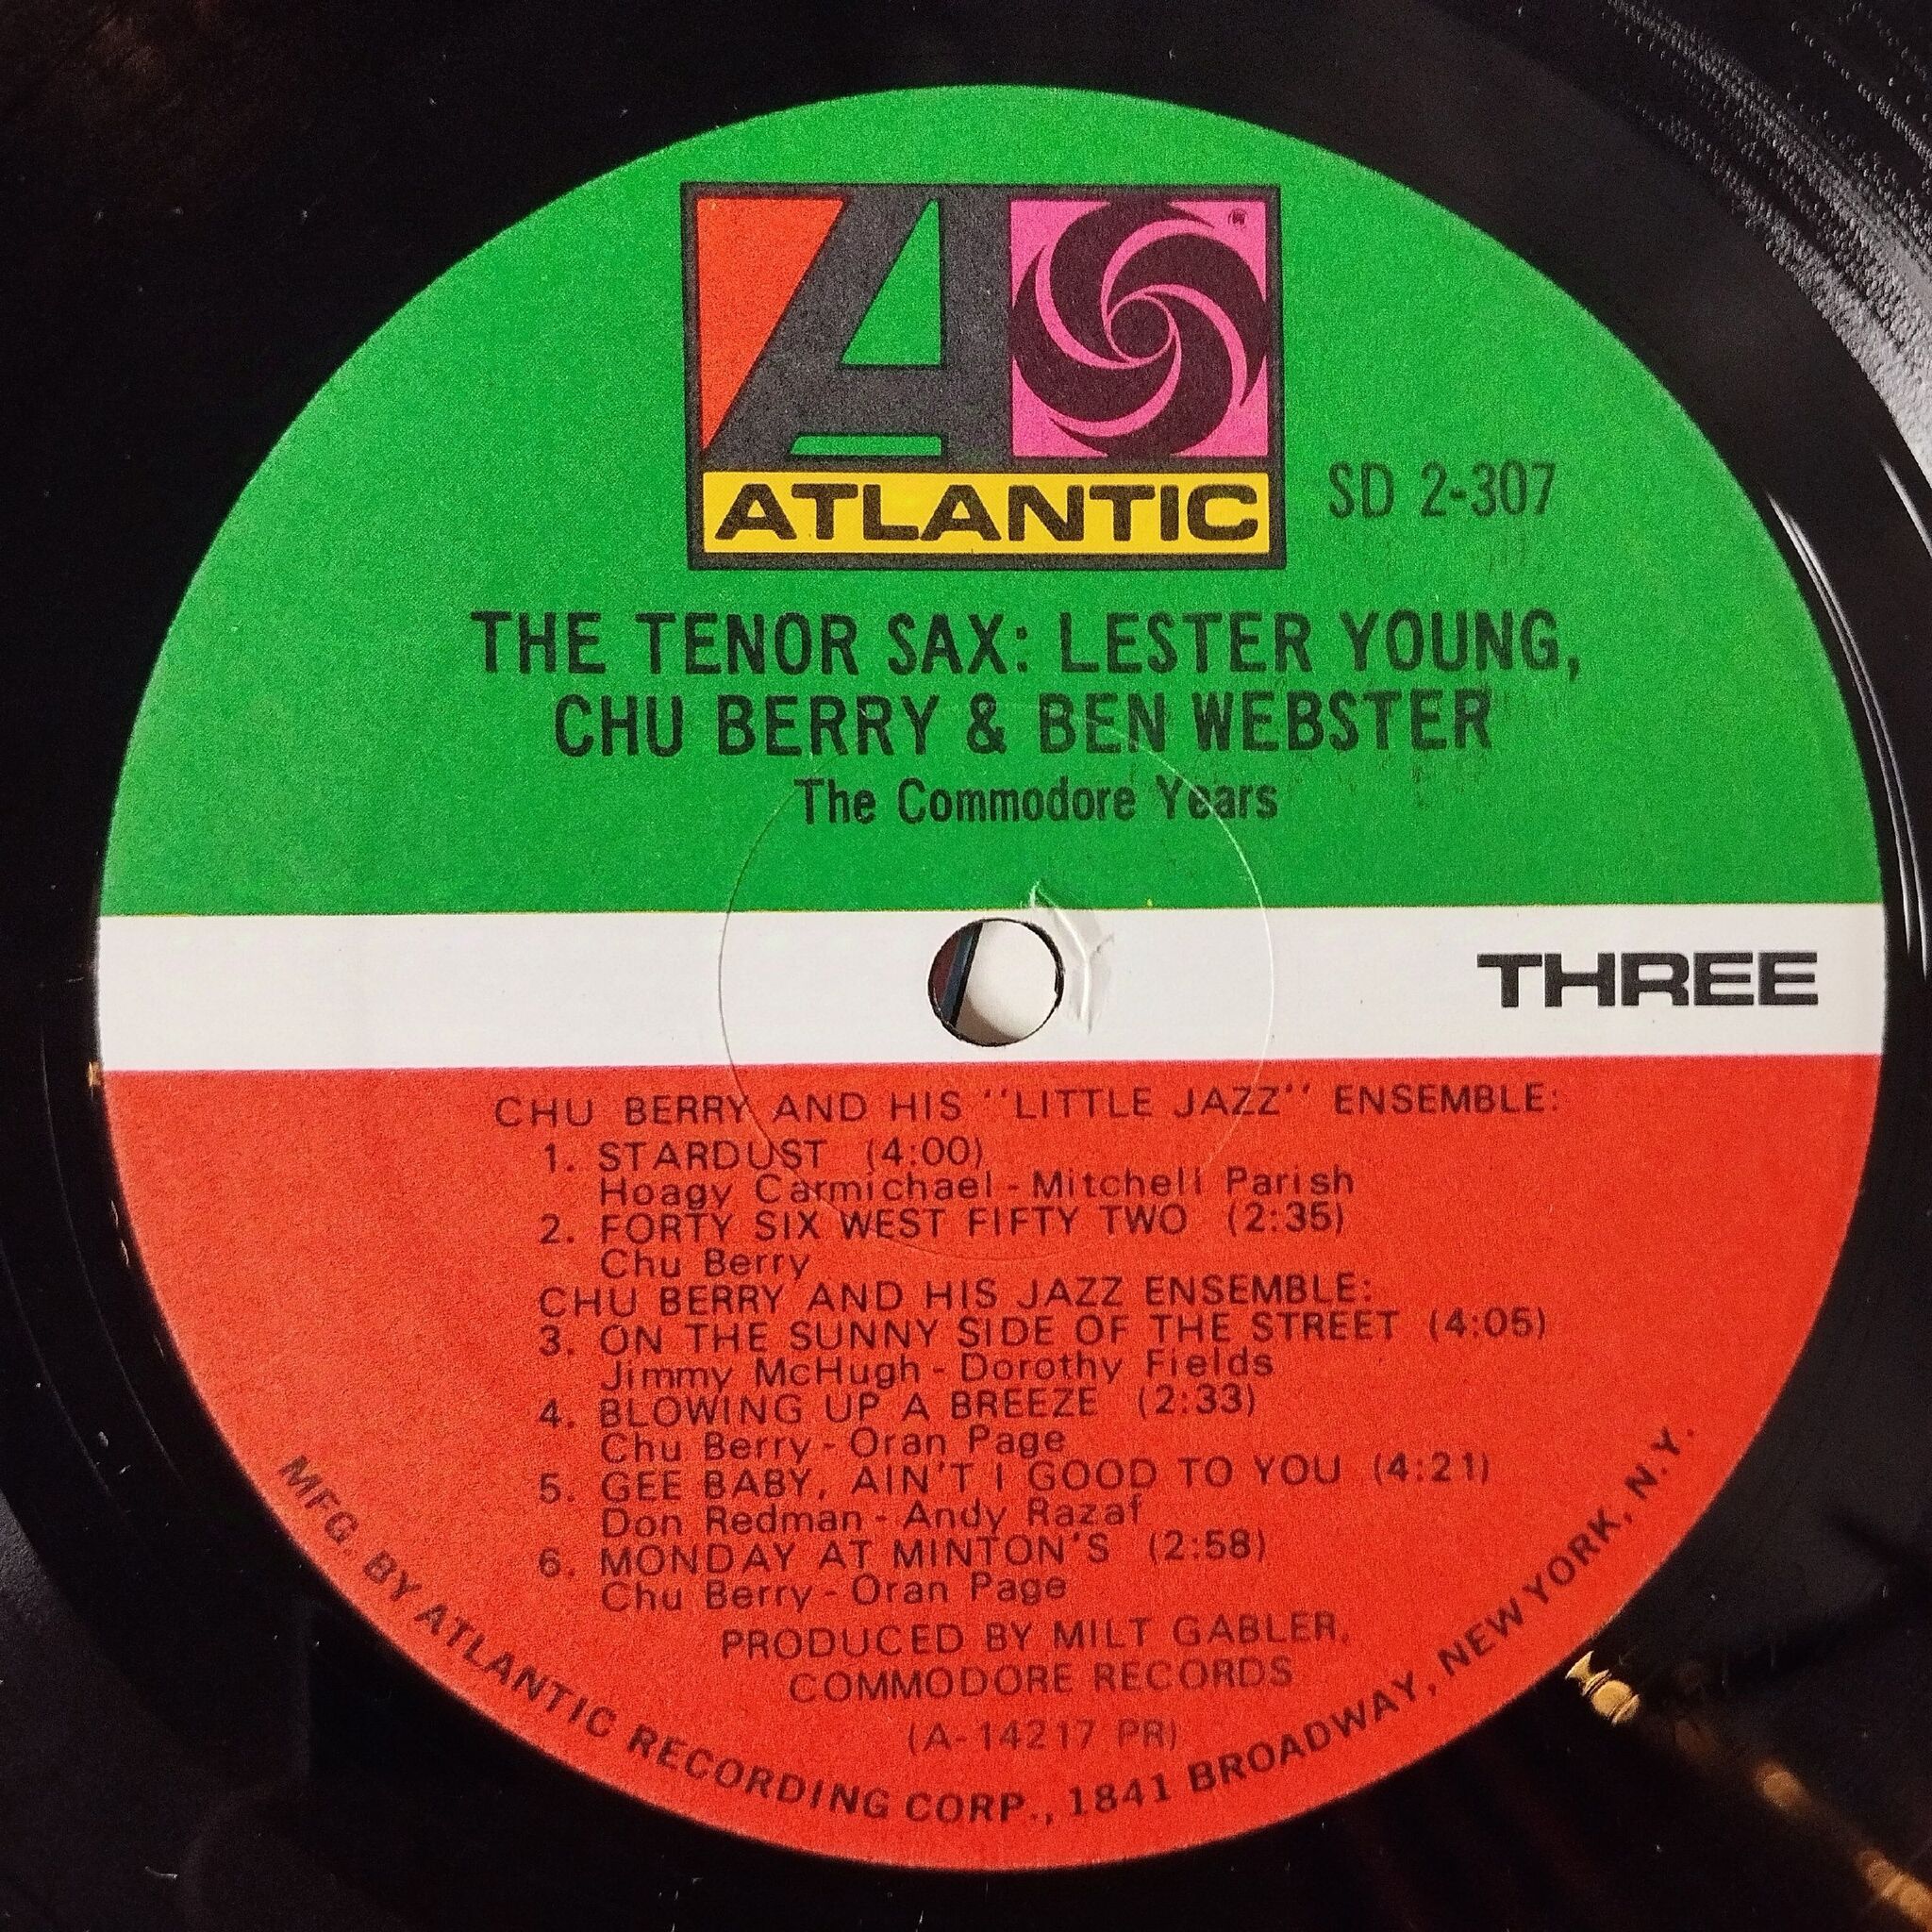 A
®
ATLANTIC
SD 2-307
THE TENOR SAX: LESTER YOUNG,
CHU BERRY & BEN WEBSTER
The Commodore Years
THREE
CHU BERRY AND HIS ''LITTLE JAZZ'' ENSEMBLE:
1. STARDUST (4:00)
Hoagy Carmichael - Mitchell Parish
2. FORTY SIX WEST FIFTY TWO (2:35)
Chu Berry
CHU BERRY AND HIS JAZZ ENSEMBLE:
3. ON THE SUNNY SIDE OF THE STREET (4:05)
Jimmy McHugh - Dorothy Fields
4. BLOWING UP A BREEZE (2:33)
Chu Berry - Oran Page
5. GEE BABY, AIN'T I GOOD TO YOU (4:21)
Don Redman - Andy Razaf
6. MONDAY AT MINTON'S (2:58)
Chu Berry - Oran Page
PRODUCED BY MILT GABLER,
COMMODORE RECORDS
(A-14217 PR)
MFG. BY ATLANTIC RECORDING CORP., 1841 BROADWAY, NEW YORK, N.Y.